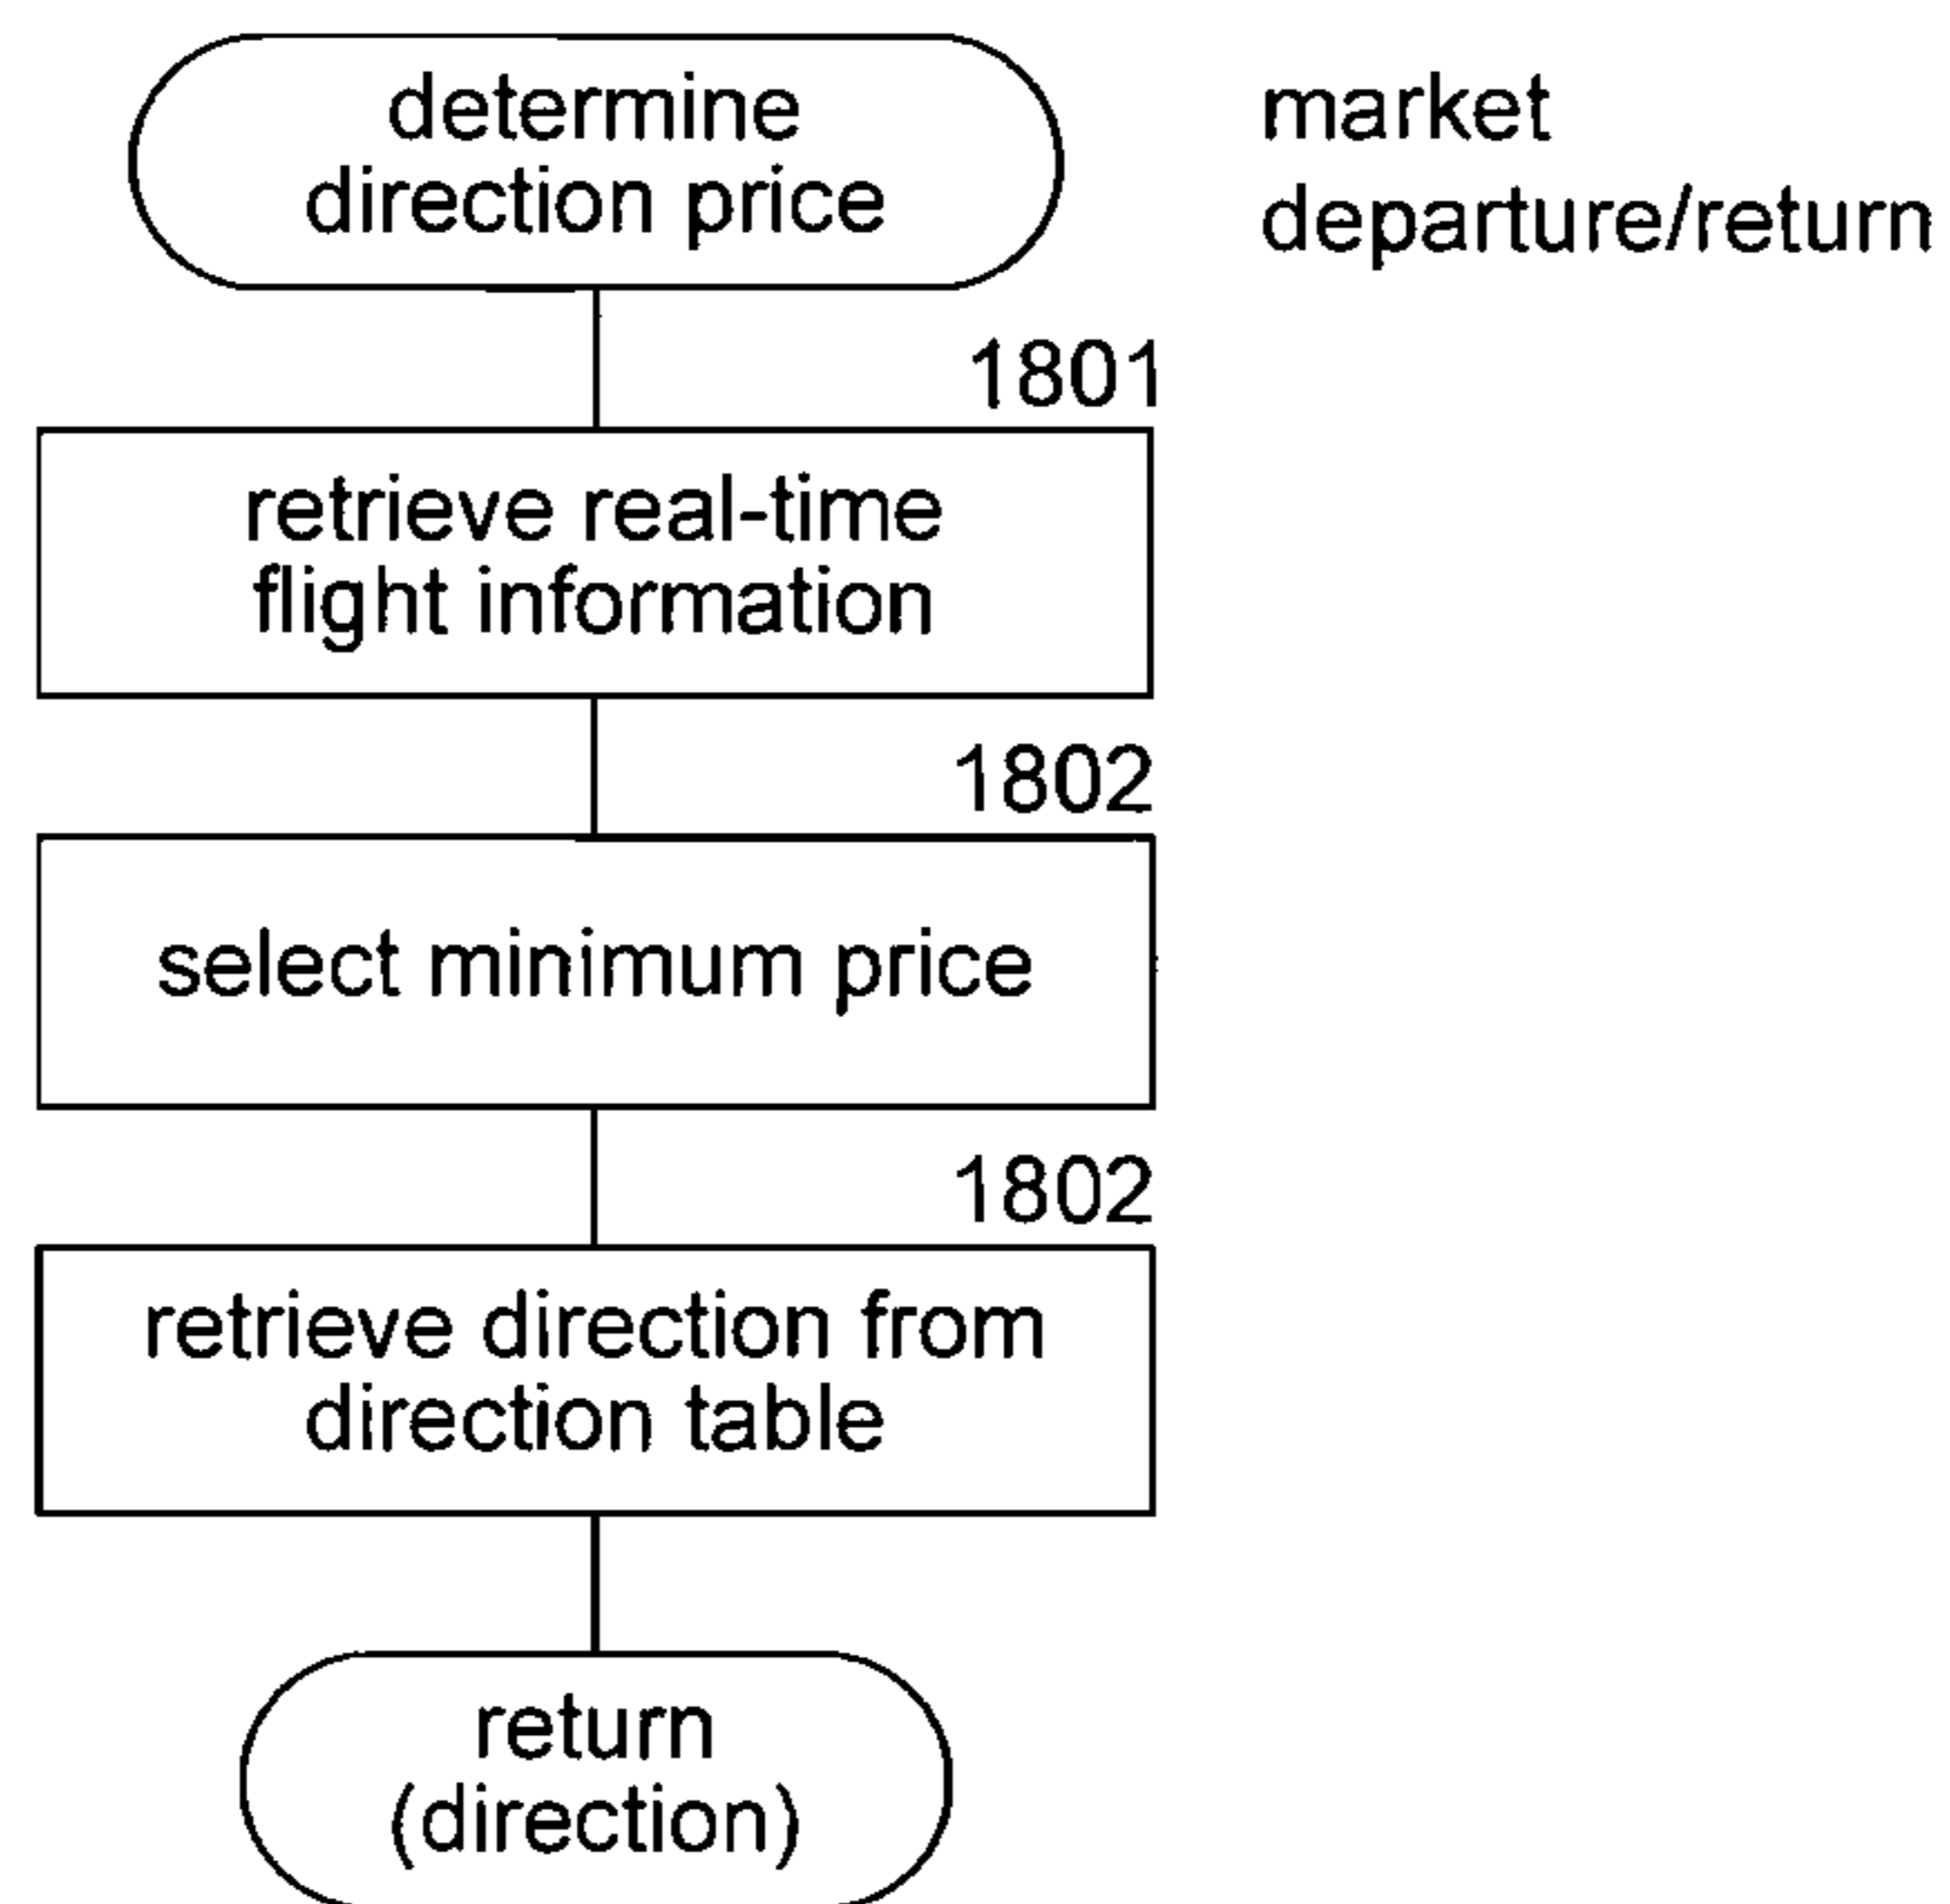 determine
direction price
market
departure/return
1801
retrieve real-time
flight information
1802
select minimum price
1802
retrieve direction from
direction table
return
(direction)